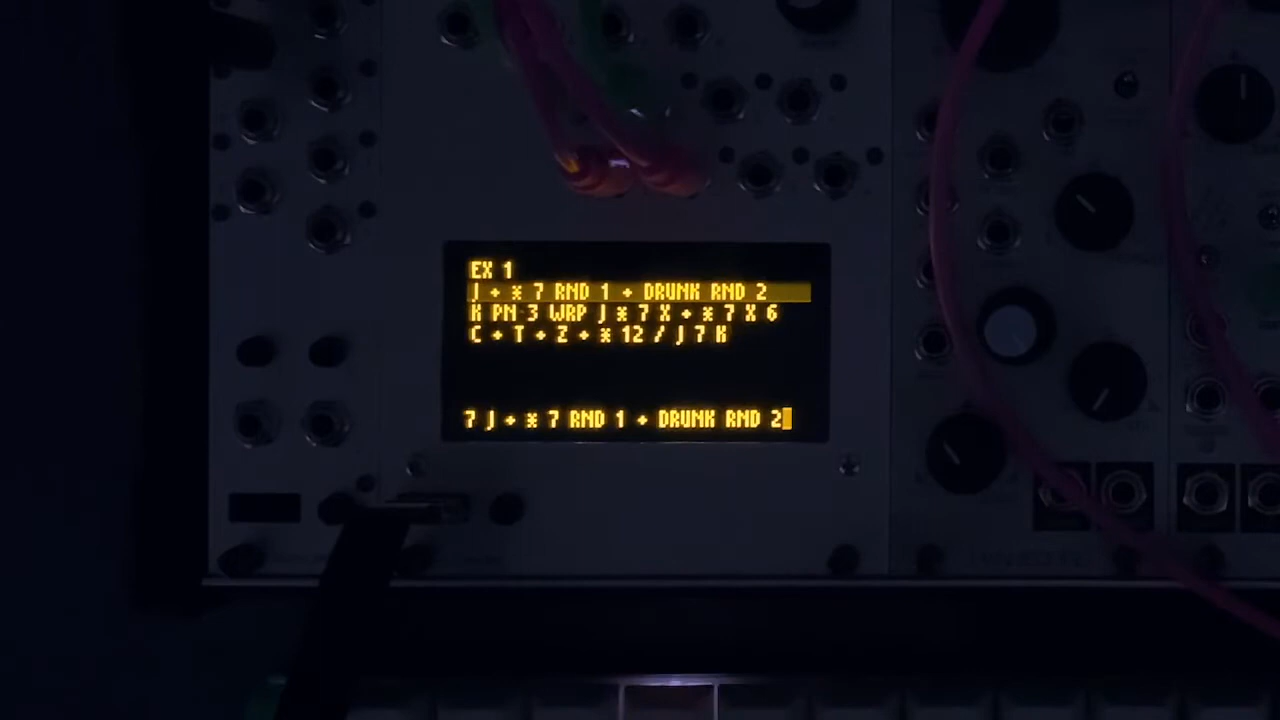 EX 1
J + * 7 RND 1 + DRUNK RND 2
K PN 3 WRP J * 7 X + * 7 X 6
C + T + Z + * 12 / J 7 K
7 J + * 7 RND 1 + DRUNK RND 2